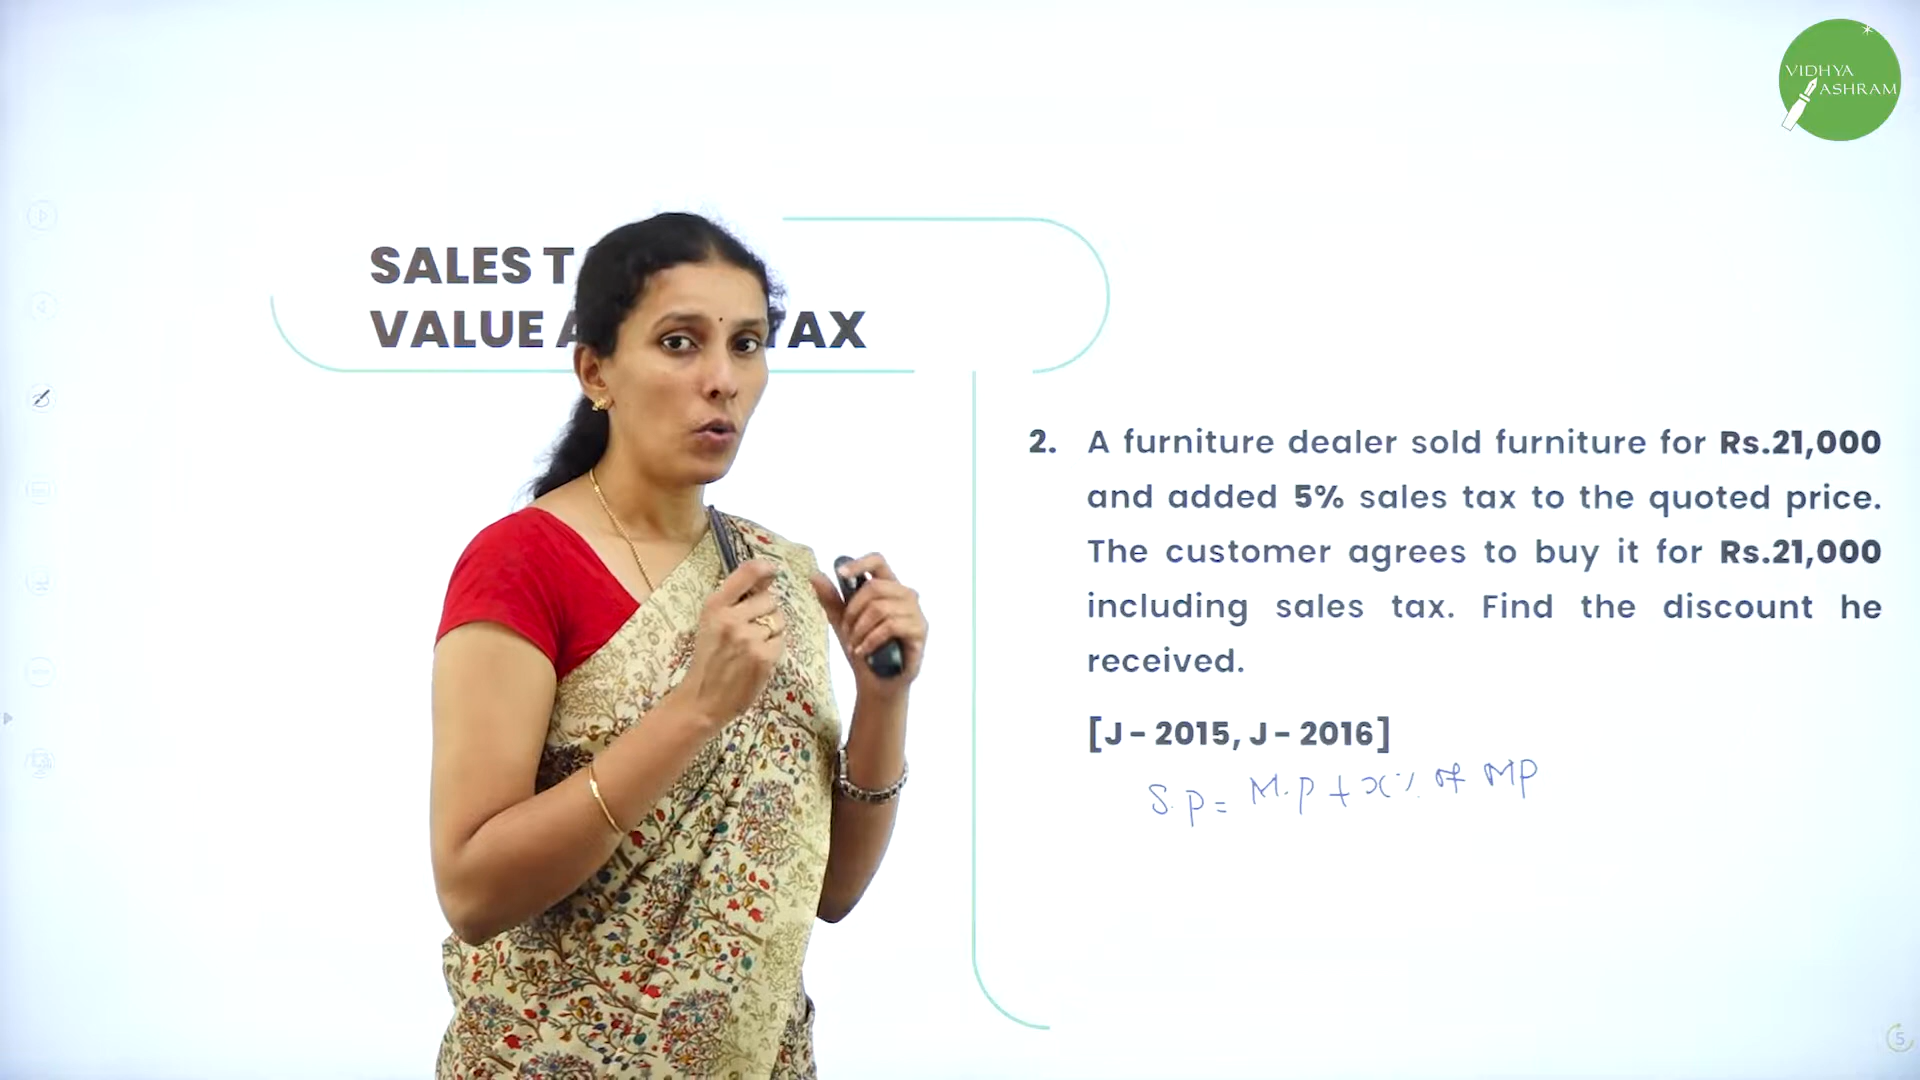 VIDHYA
ASHRAM
SALES T
VALUE A TAX
2. A furniture dealer sold furniture for Rs.21,000
and added 5% sales tax to the quoted price.
The customer agrees to buy it for Rs.21,000
including sales tax. Find the discount he
received.
[J - 2015, J - 2016]
S.P = M.P + x% of MP
5